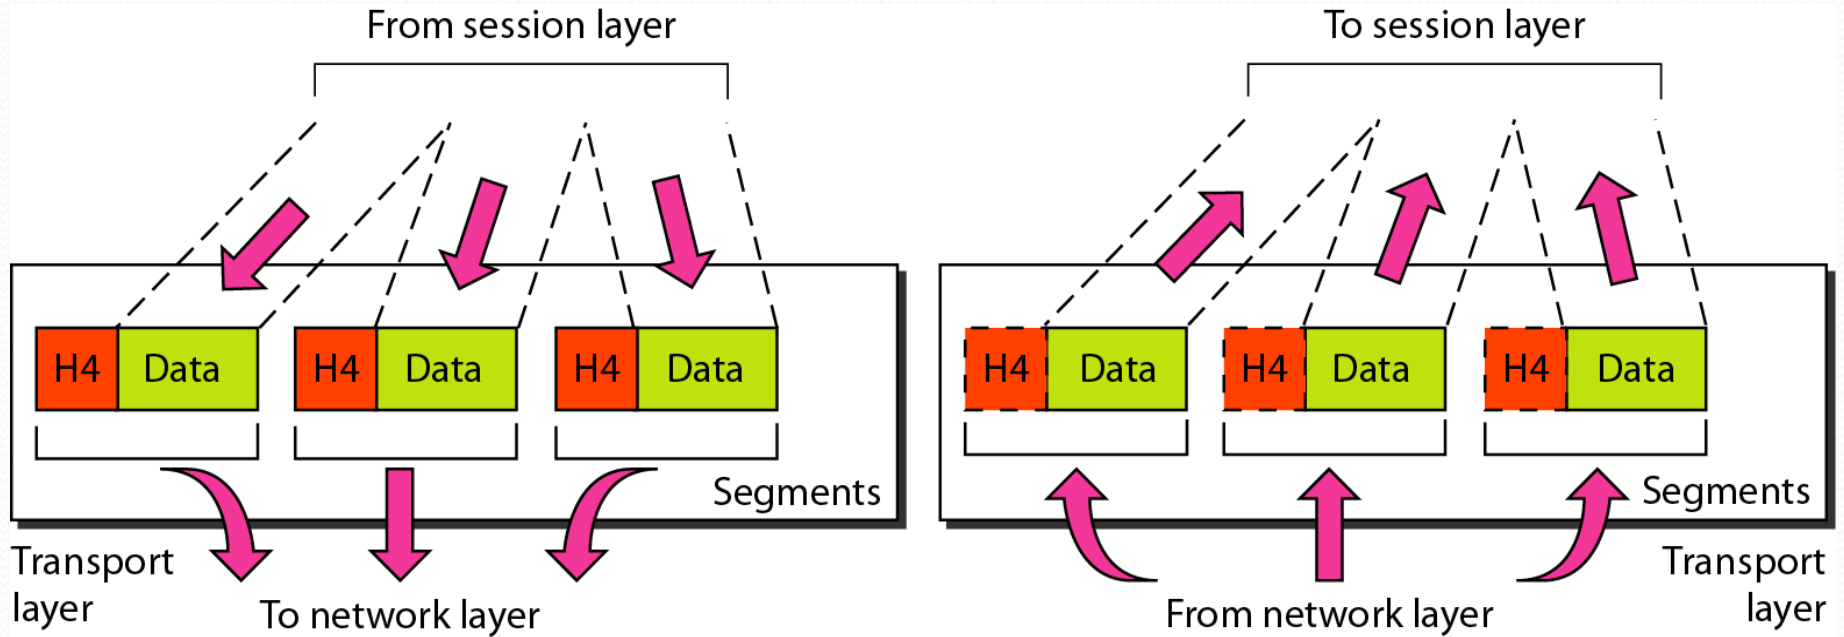 From session layer
H4 Data H4 Data H4 Data
Segments
Transport
layer
To network layer
To session layer
H4 Data H4 Data H4 Data
Segments
From network layer
Transport
layer